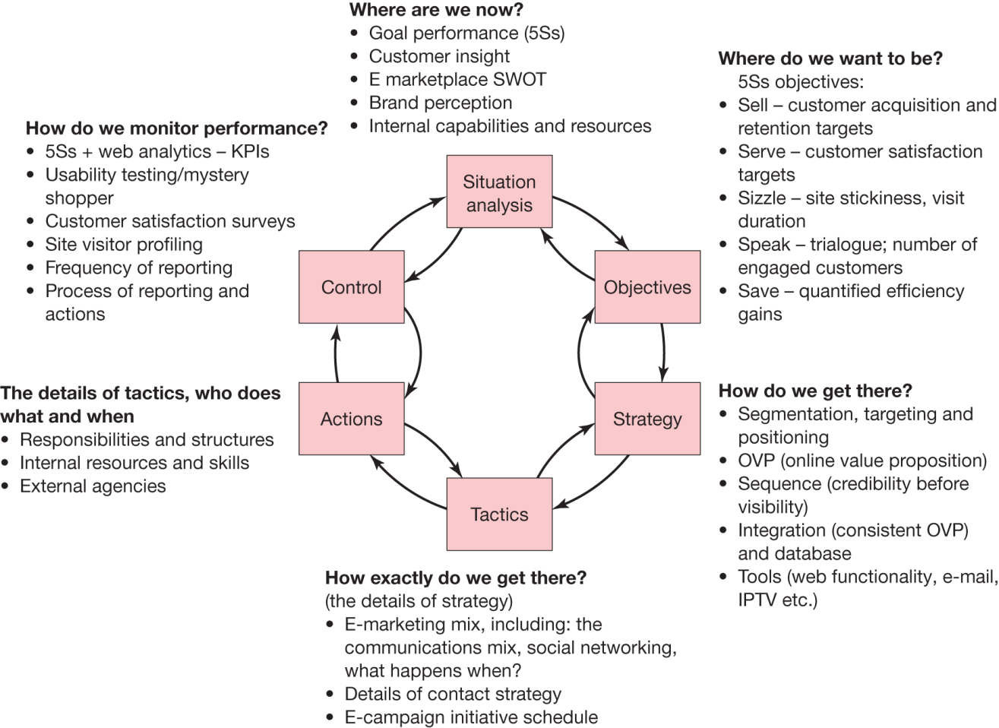 Where are we now?
• Goal performance (5Ss)
• Customer insight
• E marketplace SWOT
• Brand perception
• Internal capabilities and resources
Where do we want to be?
5Ss objectives:
• Sell – customer acquisition and
retention targets
• Serve – customer satisfaction
targets
• Sizzle – site stickiness, visit
duration
• Speak – trialogue; number of
engaged customers
• Save – quantified efficiency
gains
How do we monitor performance?
• 5Ss + web analytics – KPIs
• Usability testing/mystery
shopper
• Customer satisfaction surveys
• Site visitor profiling
• Frequency of reporting
• Process of reporting and
actions
Situation
analysis
Control
Objectives
Actions
Strategy
Tactics
The details of tactics, who does
what and when
• Responsibilities and structures
• Internal resources and skills
• External agencies
How do we get there?
• Segmentation, targeting and
positioning
• OVP (online value proposition)
• Sequence (credibility before
visibility)
• Integration (consistent OVP)
and database
• Tools (web functionality, e-mail,
IPTV etc.)
How exactly do we get there?
(the details of strategy)
• E-marketing mix, including: the
communications mix, social networking,
what happens when?
• Details of contact strategy
• E-campaign initiative schedule